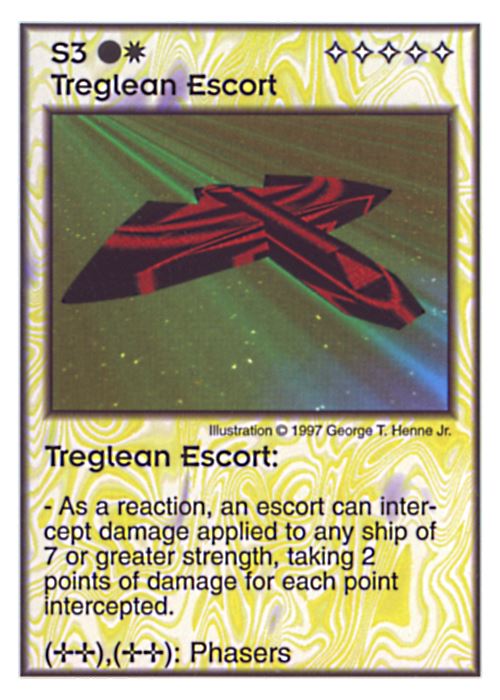 S3
Treglean Escort
Illustration © 1997 George T. Henne Jr.
Treglean Escort:
- As a reaction, an escort can inter-
cept damage applied to any ship of
7 or greater strength, taking 2
points of damage for each point
intercepted.
(✢✢),(✢✢): Phasers